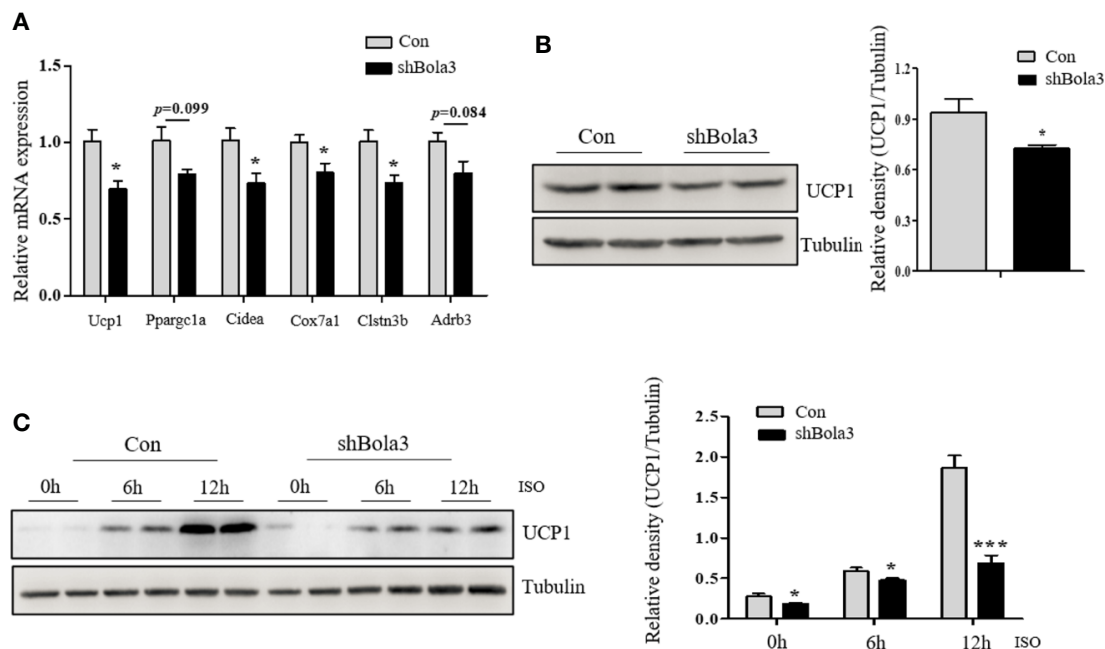 A
Con
shBola3
Relative mRNA expression
1.5
1.0
0.5
0.0
* p=0.099 * * * p=0.084
Ucp1 Ppargc1a Cidea Cox7a1 Clstn3b Adrb3
B
Con shBola3
UCP1
Tubulin
Relative density (UCP1/Tubulin)
1.2
0.9
0.6
0.3
0.0
Con
shBola3
*
C
Con shBola3
0h 6h 12h 0h 6h 12h ISO
UCP1
Tubulin
Relative density (UCP1/Tubulin)
2.5
2.0
1.5
1.0
0.5
0.0
Con
shBola3
* * ***
0h 6h 12h ISO